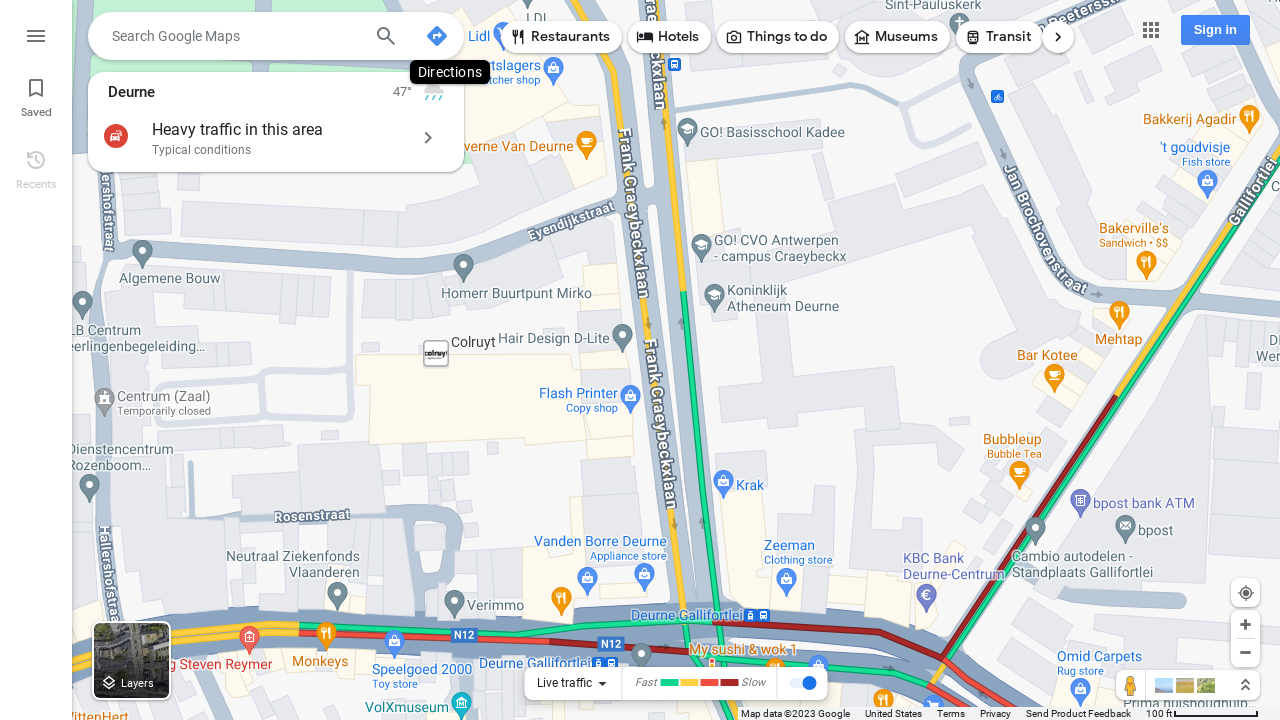 Search Google Maps
Directions
Restaurants
Hotels
Things to do
Museums
Transit
Sign in
Saved
Recents
Deurne
47°
Heavy traffic in this area
Typical conditions
LDL
Lidl
Sint-Pauluskerk
GO! Basisschool Kadee
Bakkerij Agadir
't goudvisje
Fish store
Bakerville's
Sandwich • $$
Gallifortlei
Jan Brochovenstraat
Frank Craeybeckxlaan
Eyendijkstraat
Algemene Bouw
Homerr Buurtpunt Mirko
GO! CVO Antwerpen
- campus Craeybeckx
Koninklijk
Atheneum Deurne
Colruyt
Hair Design D-Lite
Frank Craeybeckxlaan
Mehtap
Bar Kotee
Flash Printer
Copy shop
Centrum (Zaal)
Temporarily closed
Bubbleup
Bubble Tea
Krak
bpost bank ATM
bpost
Rosenstraat
Vanden Borre Deurne
Appliance store
Zeeman
Clothing store
Neutraal Ziekenfonds
Vlaanderen
KBC Bank
Deurne-Centrum
Cambio autodelen -
Standplaats Gallifortlei
Verimmo
Deurne Gallifortlei
N12
N12
My sushi & wok 1
Steven Reymer
Monkeys
Speelgoed 2000
Toy store
Deurne Gallifortlei
Omid Carpets
Rug store
VolXmuseum
Layers
Live traffic
Fast
Slow
Map data ©2023 Google
United States
Terms
Privacy
Send Product Feedback
100 ft